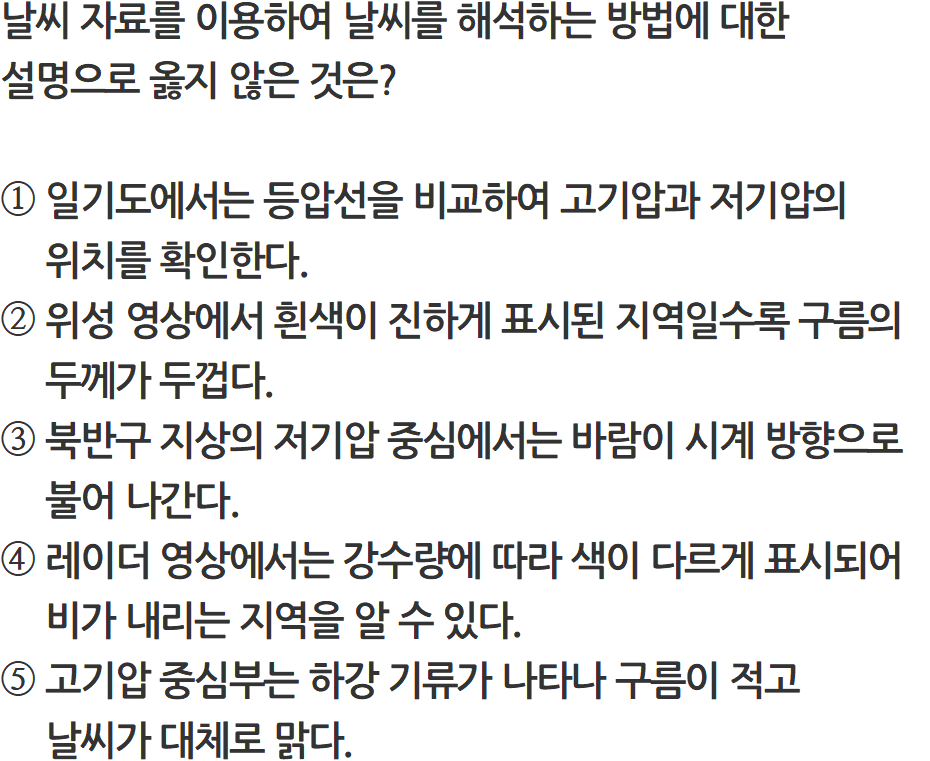 날씨 자료를 이용하여 날씨를 해석하는 방법에 대한
설명으로 옳지 않은 것은?
① 일기도에서는 등압선을 비교하여 고기압과 저기압의
위치를 확인한다.
② 위성 영상에서 흰색이 진하게 표시된 지역일수록 구름의
두께가 두껍다.
③ 북반구 지상의 저기압 중심에서는 바람이 시계 방향으로
불어 나간다.
④ 레이더 영상에서는 강수량에 따라 색이 다르게 표시되어
비가 내리는 지역을 알 수 있다.
⑤ 고기압 중심부는 하강 기류가 나타나 구름이 적고
날씨가 대체로 맑다.